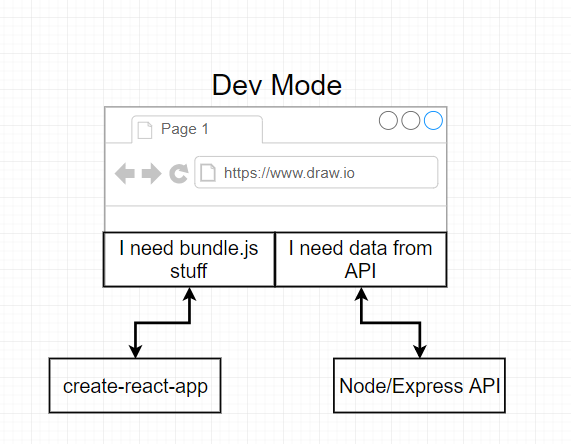 Dev Mode
Page 1
https://www.draw.io
I need bundle.js
stuff
I need data from
API
create-react-app
Node/Express API